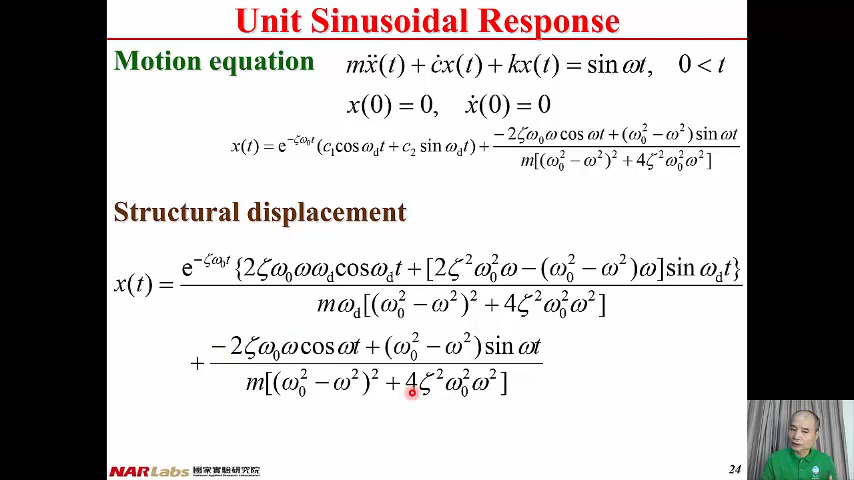 Unit Sinusoidal Response
Motion equation mẍ(t) + ċx(t) + kx(t) = sin ωt, 0 < t
x(0) = 0, ẋ(0) = 0
x(t) = e^{−ζω₀t}(c₁cos ω_d t + c₂ sin ω_d t) + (−2ζω₀ω cos ωt + (ω₀² − ω²) sin ωt) / (m[(ω₀² − ω²)² + 4ζ²ω₀²ω²])
Structural displacement
x(t) = e^{−ζω₀t}{2ζω₀ωω_d cos ω_d t + [2ζ²ω₀²ω − (ω₀² − ω²)ω] sin ω_d t} / (mω_d[(ω₀² − ω²)² + 4ζ²ω₀²ω²])
+ (−2ζω₀ω cos ωt + (ω₀² − ω²) sin ωt) / (m[(ω₀² − ω²)² + 4ζ²ω₀²ω²])
NARLabs 國家實驗研究院
24